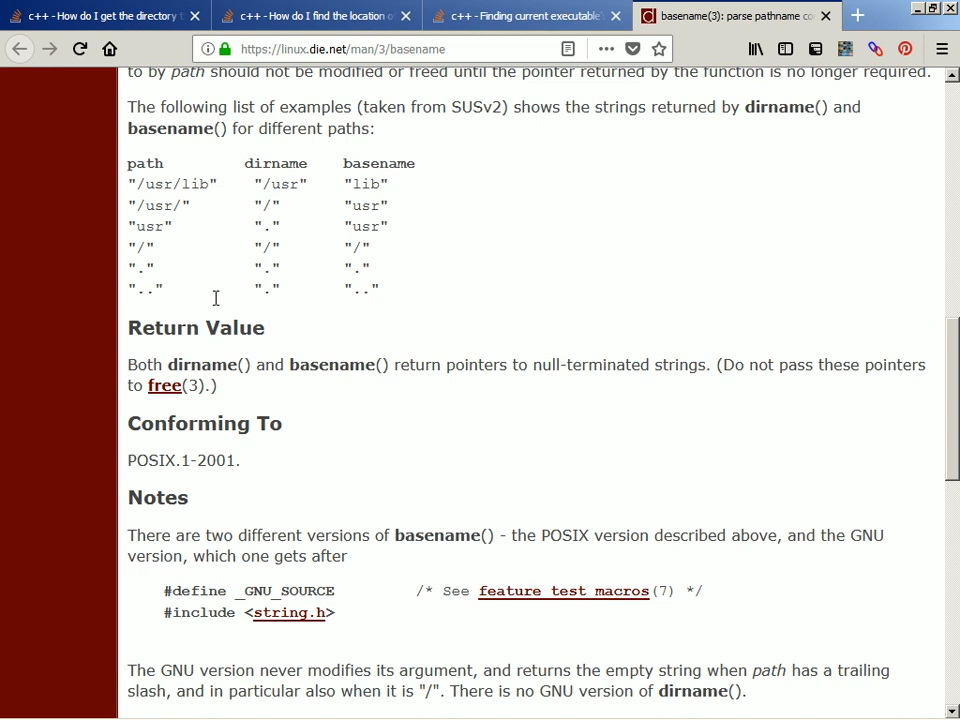 c++ - How do I get the directory t
c++ - How do I find the location o
c++ - Finding current executable's
basename(3): parse pathname co
https://linux.die.net/man/3/basename
to by path should not be modified or freed until the pointer returned by the function is no longer required.
The following list of examples (taken from SUSv2) shows the strings returned by dirname() and
basename() for different paths:
path dirname basename
"/usr/lib" "/usr" "lib"
"/usr/" "/" "usr"
"usr" "." "usr"
"/" "/" "/"
"." "." "."
".." "." ".."
Return Value
Both dirname() and basename() return pointers to null-terminated strings. (Do not pass these pointers
to free(3).)
Conforming To
POSIX.1-2001.
Notes
There are two different versions of basename() - the POSIX version described above, and the GNU
version, which one gets after
#define _GNU_SOURCE /* See feature_test_macros(7) */
#include <string.h>
The GNU version never modifies its argument, and returns the empty string when path has a trailing
slash, and in particular also when it is "/". There is no GNU version of dirname().